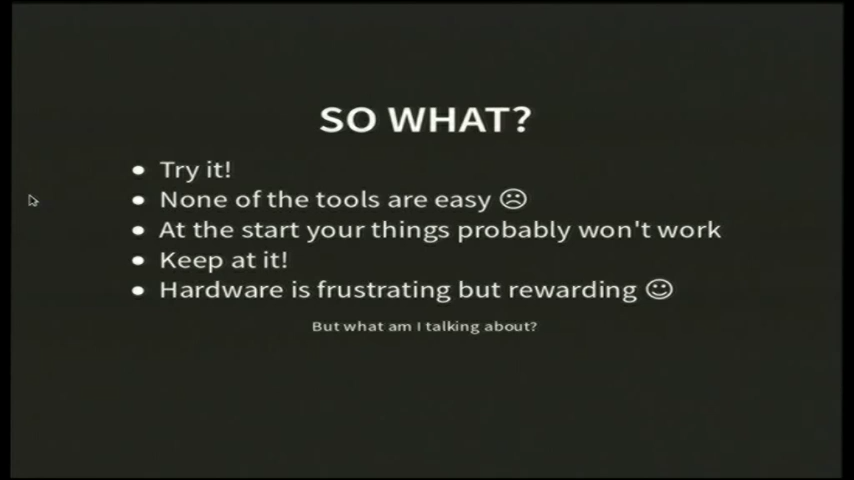 SO WHAT?
• Try it!
• None of the tools are easy ☹
• At the start your things probably won't work
• Keep at it!
• Hardware is frustrating but rewarding ☺
But what am I talking about?